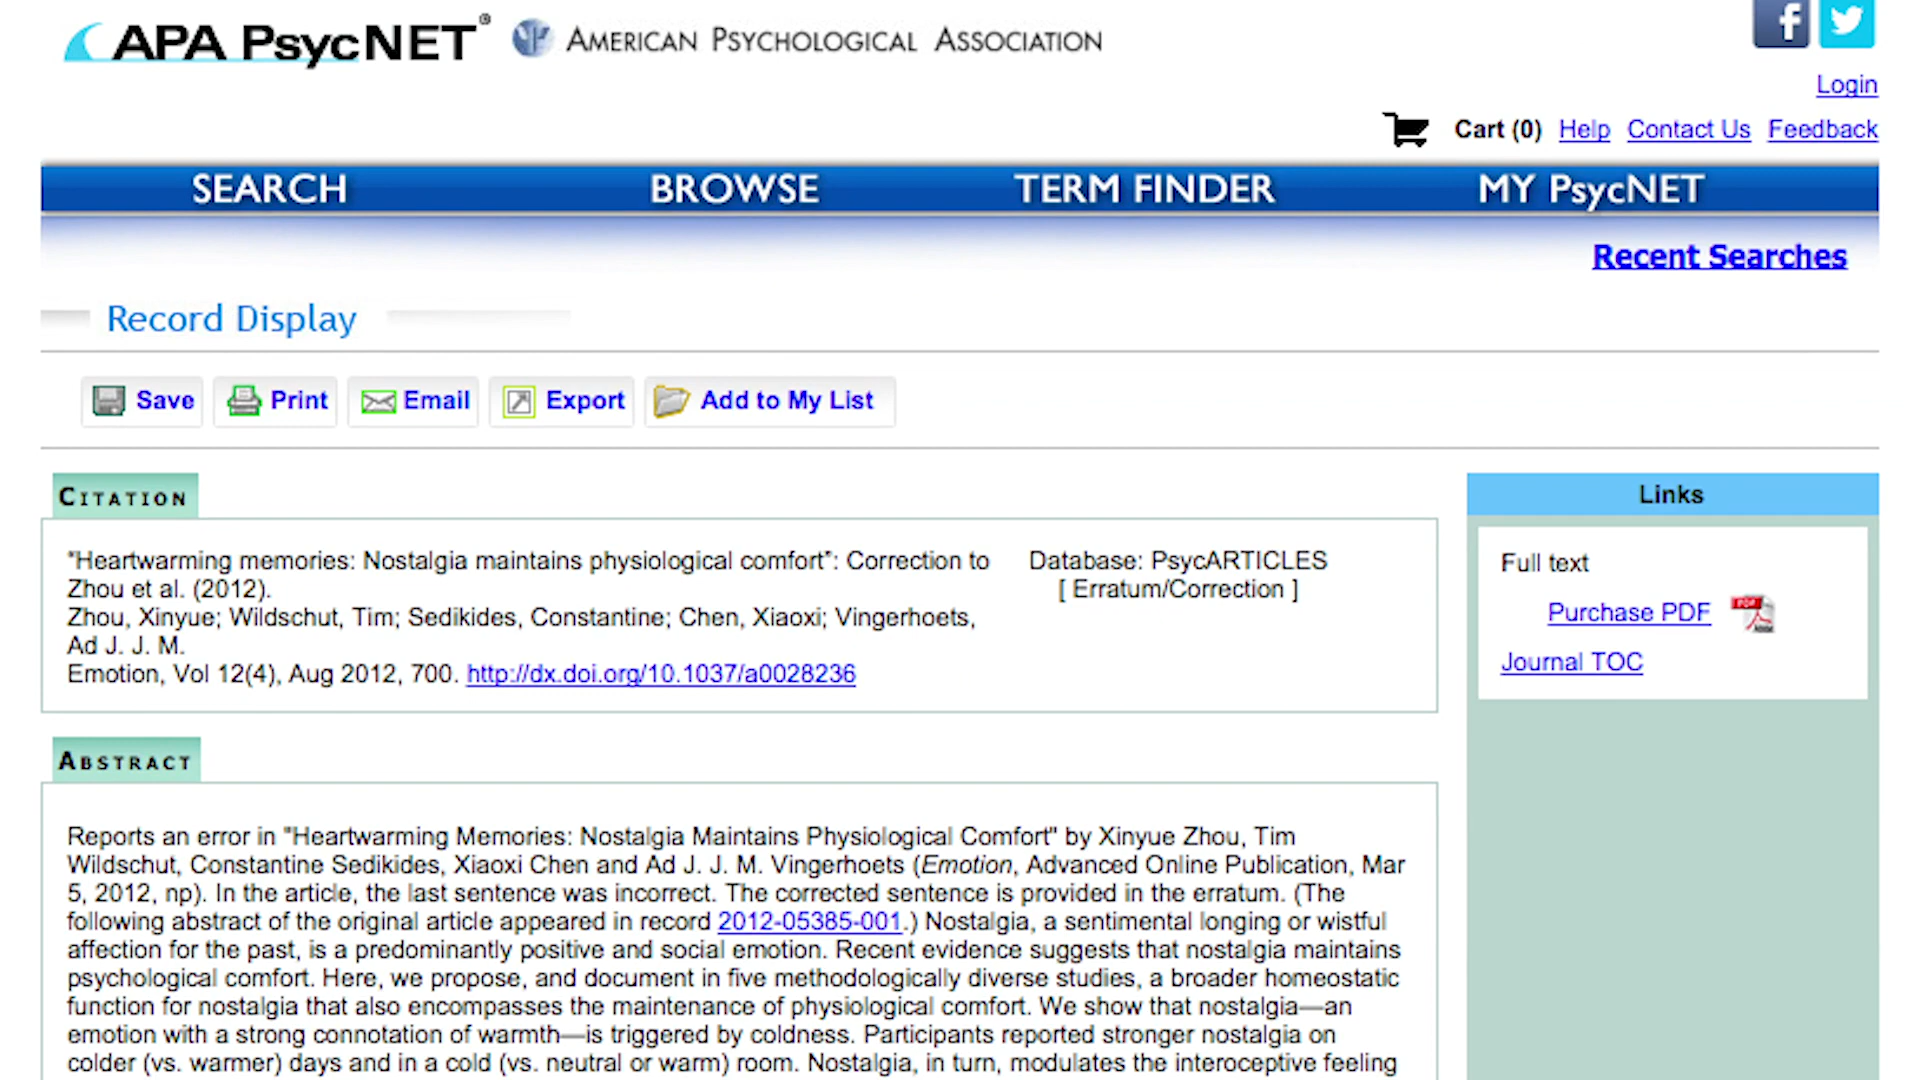 APA PsycNET® AMERICAN PSYCHOLOGICAL ASSOCIATION
Login
Cart (0) Help Contact Us Feedback
SEARCH BROWSE TERM FINDER MY PsycNET
Recent Searches
Record Display
Save Print Email Export Add to My List
CITATION
"Heartwarming memories: Nostalgia maintains physiological comfort": Correction to
Zhou et al. (2012).
Zhou, Xinyue; Wildschut, Tim; Sedikides, Constantine; Chen, Xiaoxi; Vingerhoets,
Ad J. J. M.
Emotion, Vol 12(4), Aug 2012, 700. http://dx.doi.org/10.1037/a0028236
Database: PsycARTICLES
[ Erratum/Correction ]
Links
Full text
Purchase PDF
Journal TOC
ABSTRACT
Reports an error in "Heartwarming Memories: Nostalgia Maintains Physiological Comfort" by Xinyue Zhou, Tim
Wildschut, Constantine Sedikides, Xiaoxi Chen and Ad J. J. M. Vingerhoets (Emotion, Advanced Online Publication, Mar
5, 2012, np). In the article, the last sentence was incorrect. The corrected sentence is provided in the erratum. (The
following abstract of the original article appeared in record 2012-05385-001.) Nostalgia, a sentimental longing or wistful
affection for the past, is a predominantly positive and social emotion. Recent evidence suggests that nostalgia maintains
psychological comfort. Here, we propose, and document in five methodologically diverse studies, a broader homeostatic
function for nostalgia that also encompasses the maintenance of physiological comfort. We show that nostalgia—an
emotion with a strong connotation of warmth—is triggered by coldness. Participants reported stronger nostalgia on
colder (vs. warmer) days and in a cold (vs. neutral or warm) room. Nostalgia, in turn, modulates the interoceptive feeling